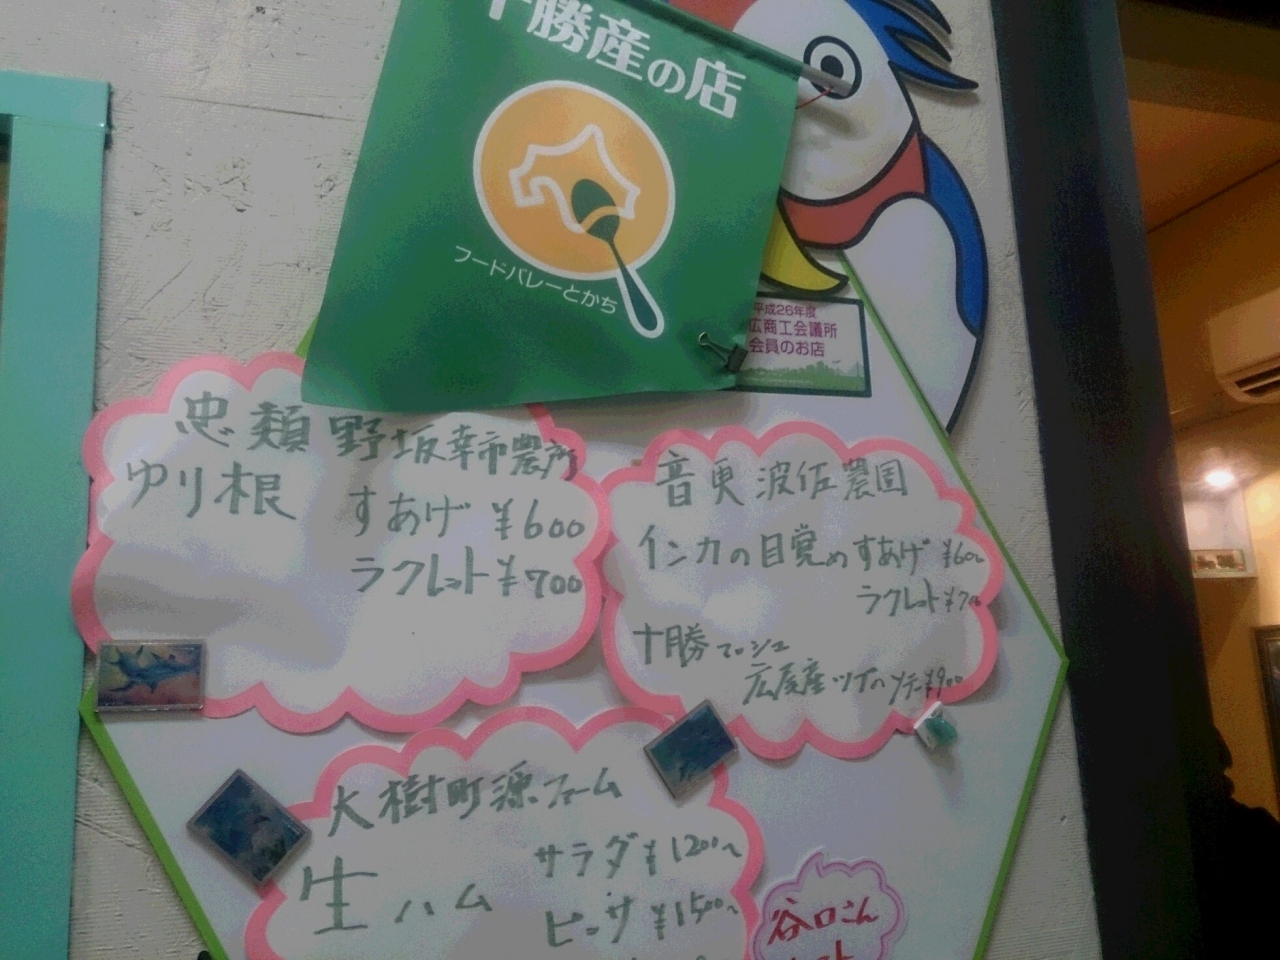 十勝産の店
フードバレーとかち
平成26年度
広商工会議所
会員のお店
忠類 野坂幸市農所
ゆり根
すあげ ¥600
ラクレット ¥700
音更 波佐農園
インカの目覚め すあげ ¥600
ラクレット ¥700
十勝マッシュ
広尾産ツブのソテー ¥900
大樹町源ファーム
生ハム
サラダ ¥1200~
ピッザ ¥1500~
谷口さん